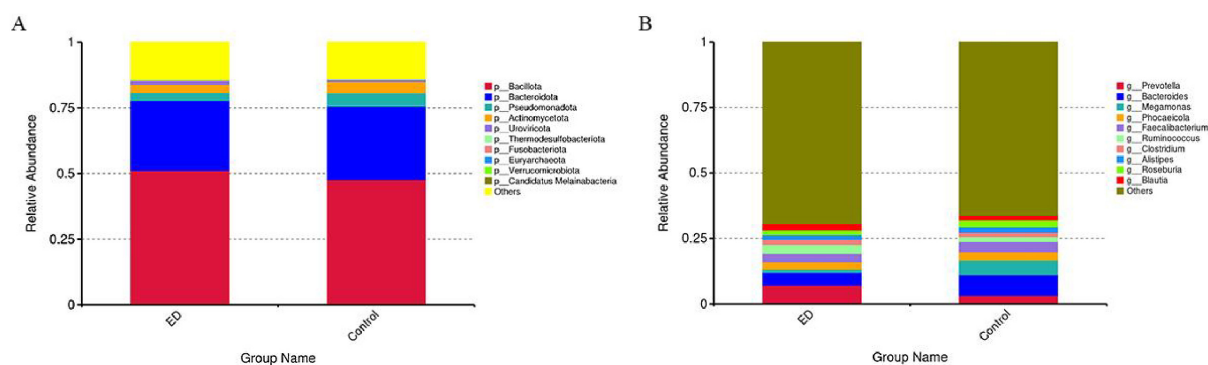 A
Relative Abundance
1
0.75
0.5
0.25
0
ED
Control
Group Name
p__Bacillota
p__Bacteroidota
p__Pseudomonadota
p__Actinomycetota
p__Uroviricota
p__Thermodesulfobacteriota
p__Fusobacteriota
p__Euryarchaeota
p__Verrucomicrobiota
p__Candidatus Melainabacteria
Others
B
Relative Abundance
1
0.75
0.5
0.25
0
ED
Control
Group Name
g__Prevotella
g__Bacteroides
g__Megamonas
g__Phocaeicola
g__Faecalibacterium
g__Ruminococcus
g__Clostridium
g__Alistipes
g__Roseburia
g__Blautia
Others